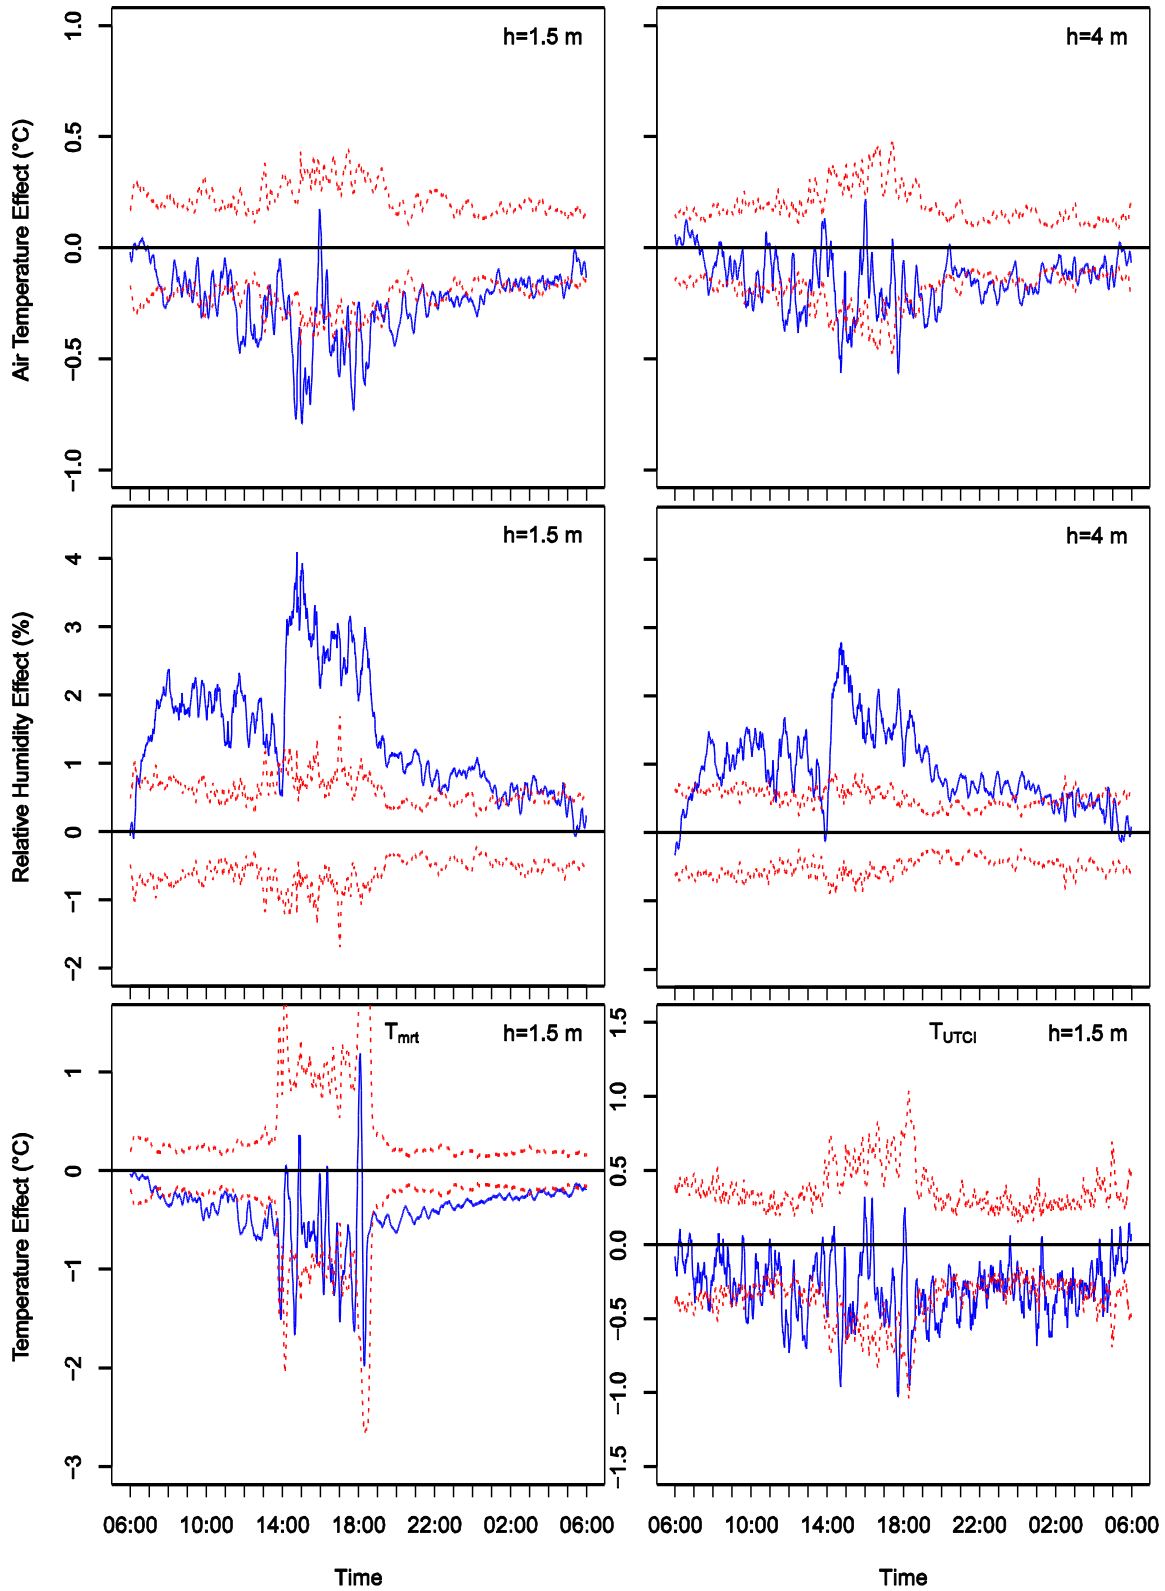 h=1.5 m
h=4 m
Air Temperature Effect (°C)
1.0
0.5
0.0
−0.5
−1.0
h=1.5 m
h=4 m
Relative Humidity Effect (%)
4
3
2
1
0
−1
−2
Tmrt
h=1.5 m
TUTCI
h=1.5 m
Temperature Effect (°C)
1
0
−1
−2
−3
1.5
1.0
0.5
0.0
−0.5
−1.0
−1.5
06:00 10:00 14:00 18:00 22:00 02:00 06:00
06:00 10:00 14:00 18:00 22:00 02:00 06:00
Time
Time